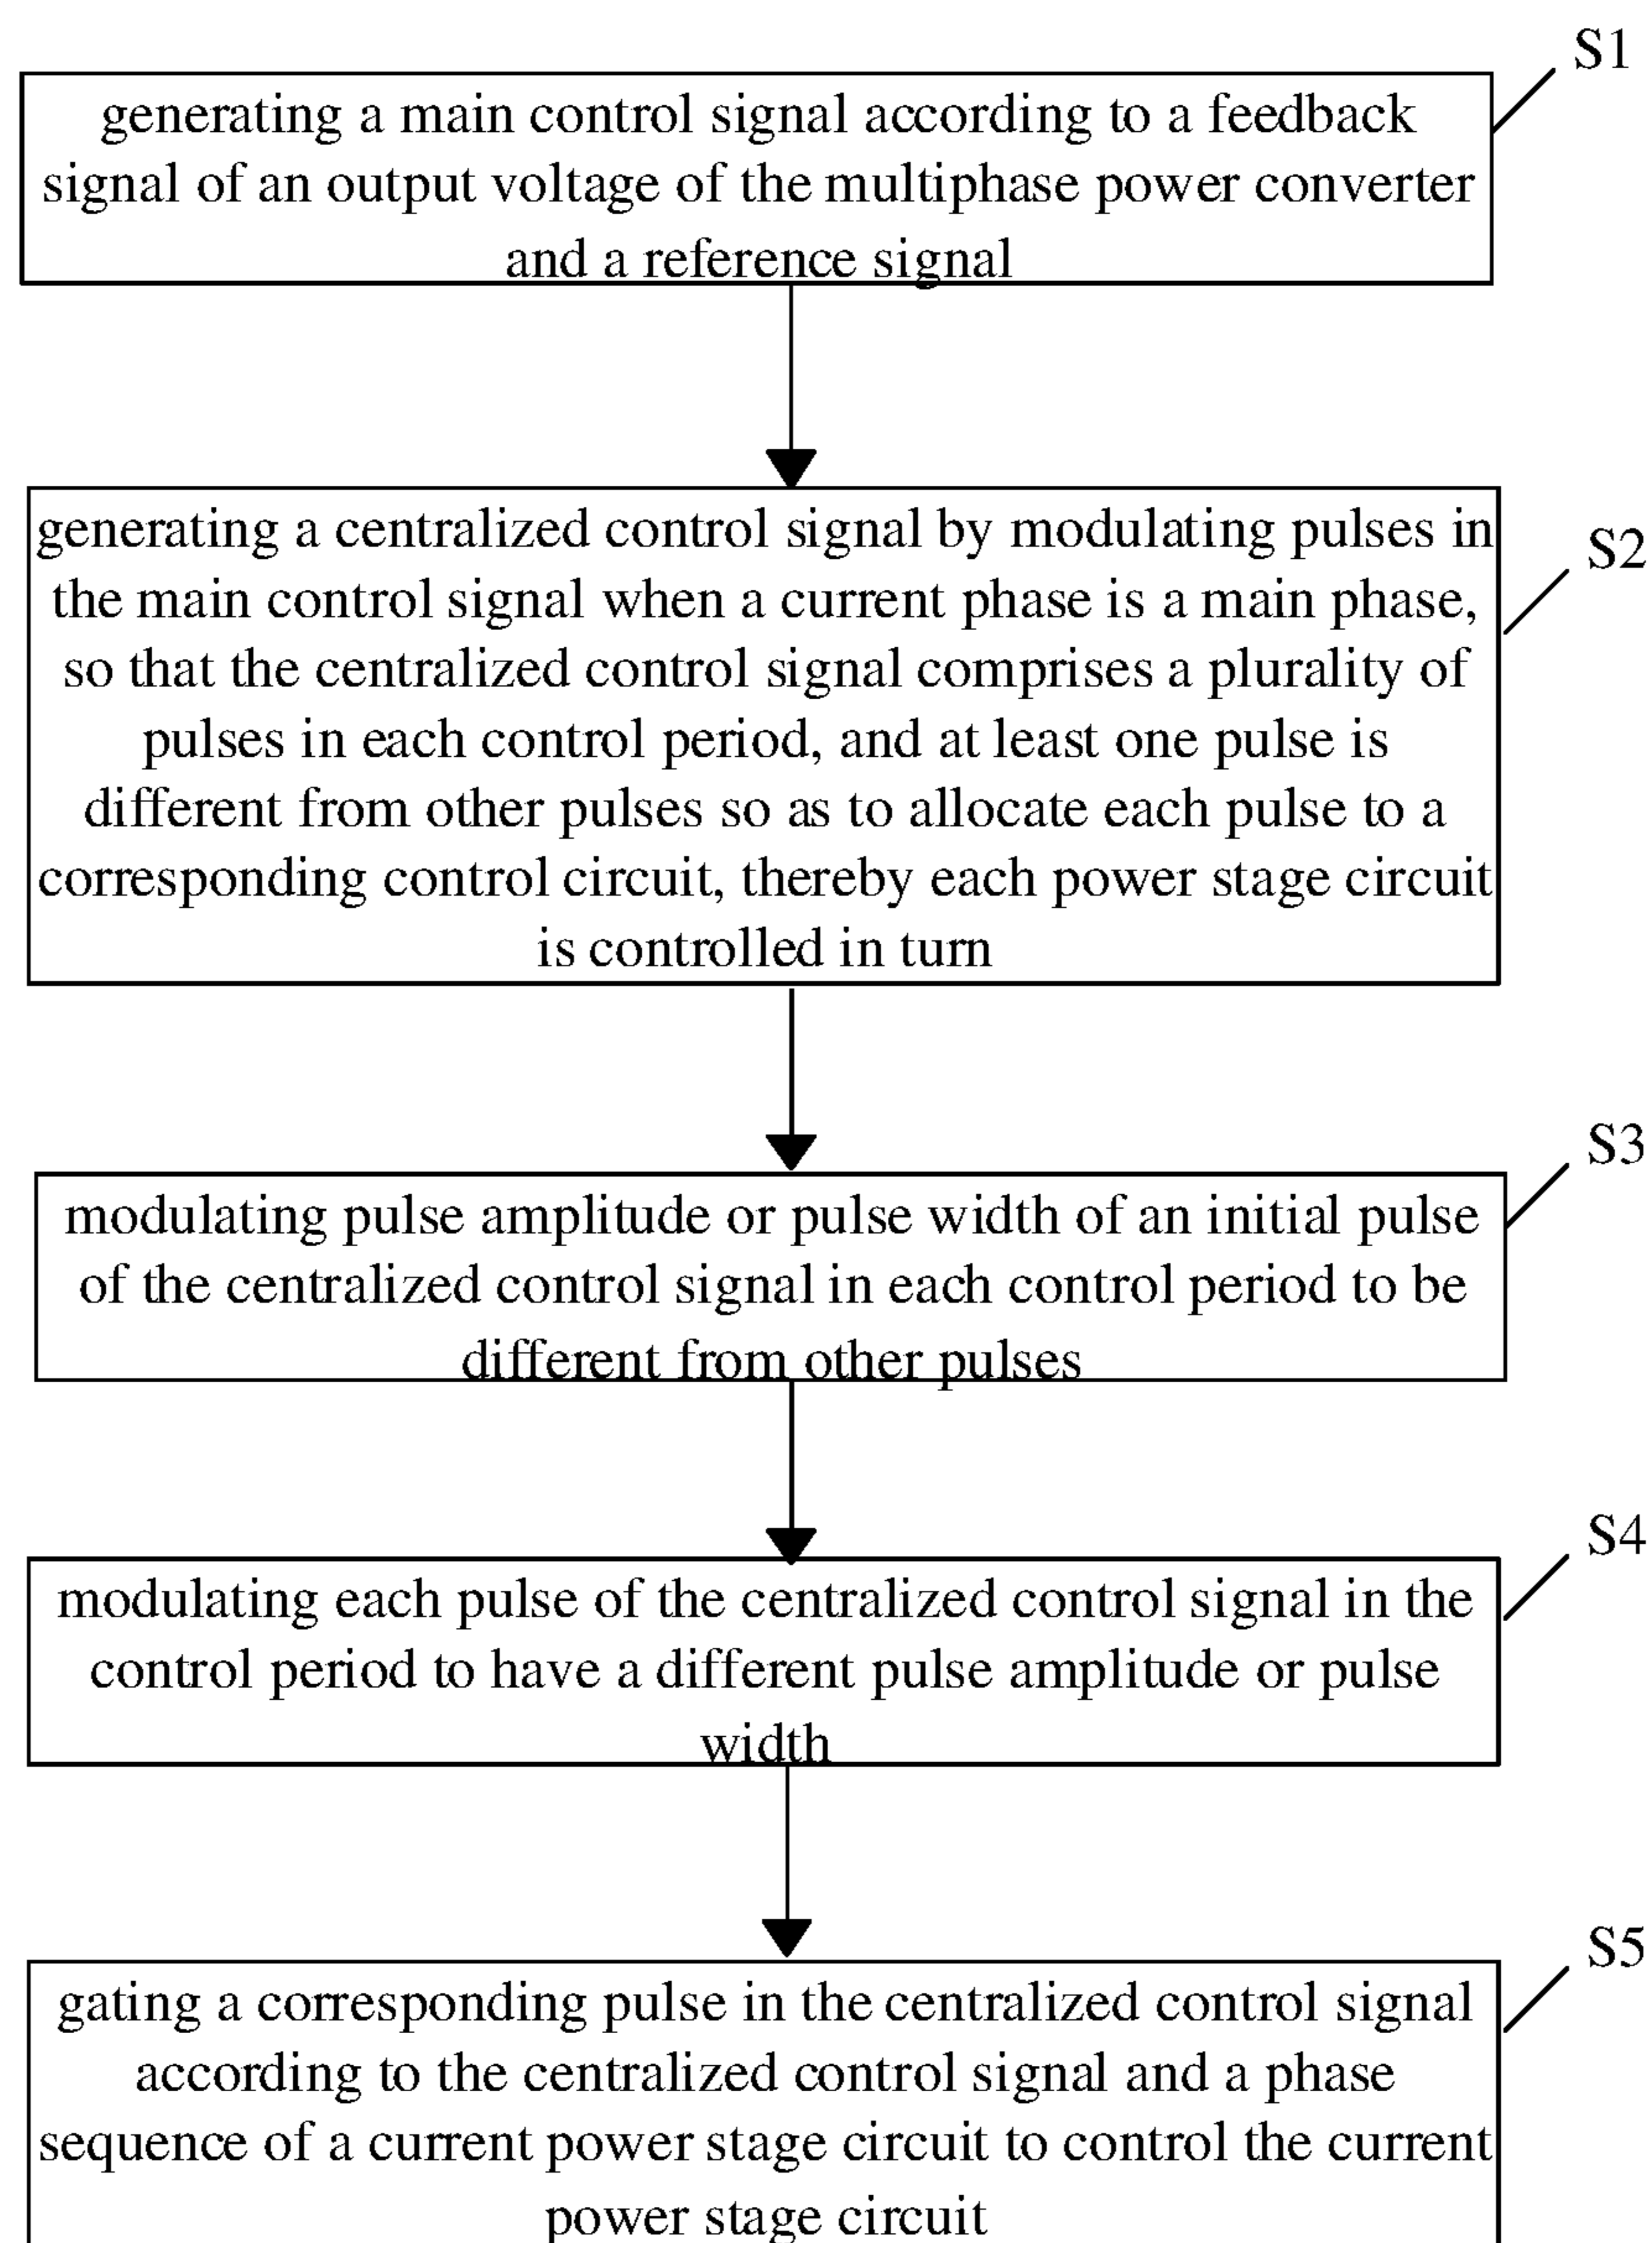 S1
generating a main control signal according to a feedback
signal of an output voltage of the multiphase power converter
and a reference signal
generating a centralized control signal by modulating pulses in
the main control signal when a current phase is a main phase,
so that the centralized control signal comprises a plurality of
pulses in each control period, and at least one pulse is
different from other pulses so as to allocate each pulse to a
corresponding control circuit, thereby each power stage circuit
is controlled in turn
S2
modulating pulse amplitude or pulse width of an initial pulse
of the centralized control signal in each control period to be
different from other pulses
S3
modulating each pulse of the centralized control signal in the
control period to have a different pulse amplitude or pulse
width
S4
gating a corresponding pulse in the centralized control signal
according to the centralized control signal and a phase
sequence of a current power stage circuit to control the current
power stage circuit
S5